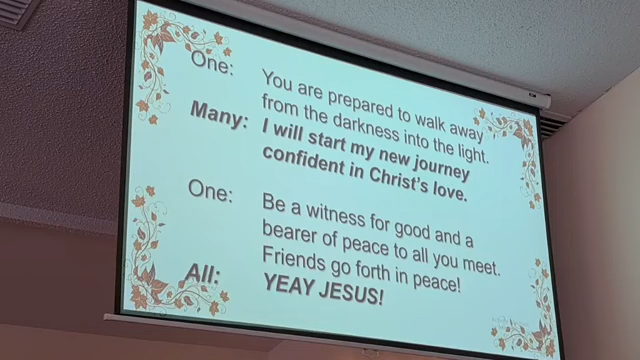 One: You are prepared to walk away
from the darkness into the light.
Many: I will start my new journey
confident in Christ's love.
One: Be a witness for good and a
bearer of peace to all you meet.
Friends go forth in peace!
All: YEAY JESUS!